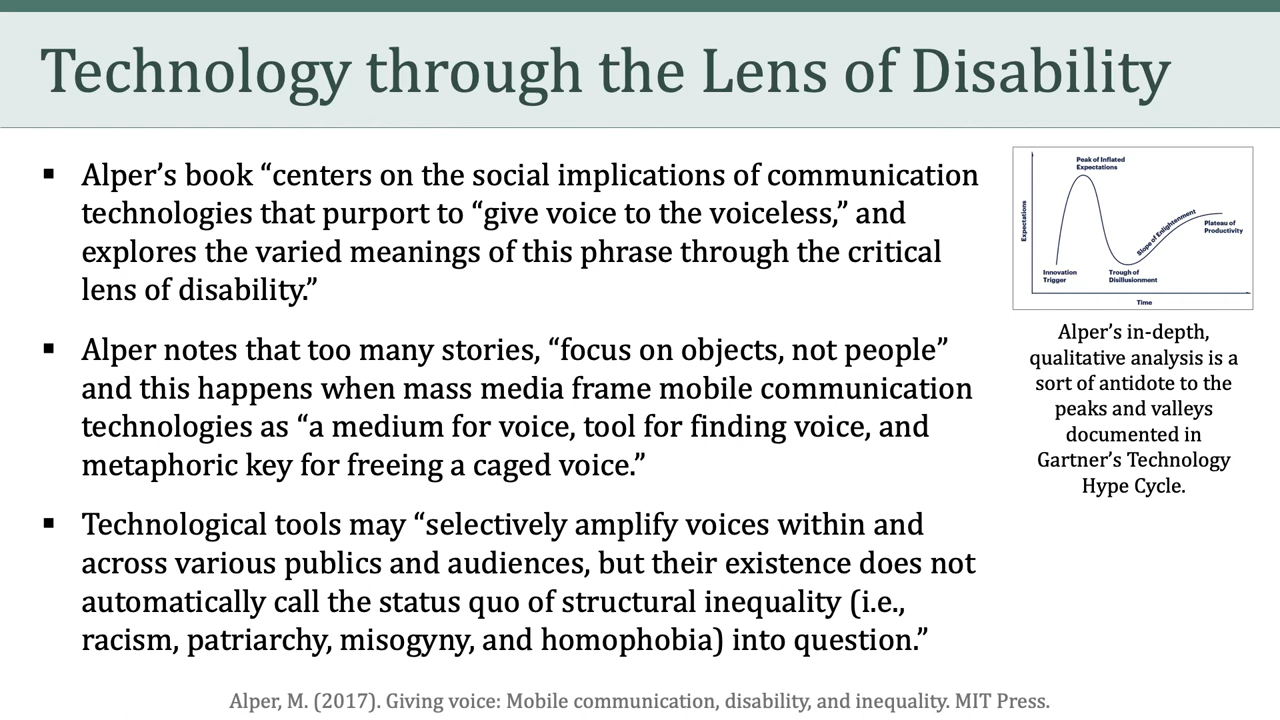 Technology through the Lens of Disability
▪ Alper’s book “centers on the social implications of communication
technologies that purport to “give voice to the voiceless,” and
explores the varied meanings of this phrase through the critical
lens of disability.”
▪ Alper notes that too many stories, “focus on objects, not people”
and this happens when mass media frame mobile communication
technologies as “a medium for voice, tool for finding voice, and
metaphoric key for freeing a caged voice.”
▪ Technological tools may “selectively amplify voices within and
across various publics and audiences, but their existence does not
automatically call the status quo of structural inequality (i.e.,
racism, patriarchy, misogyny, and homophobia) into question.”
Peak of Inflated
Expectations
Expectations
Slope of Enlightenment
Plateau of
Productivity
Innovation
Trigger
Trough of
Disillusionment
Time
Alper’s in-depth,
qualitative analysis is a
sort of antidote to the
peaks and valleys
documented in
Gartner’s Technology
Hype Cycle.
Alper, M. (2017). Giving voice: Mobile communication, disability, and inequality. MIT Press.